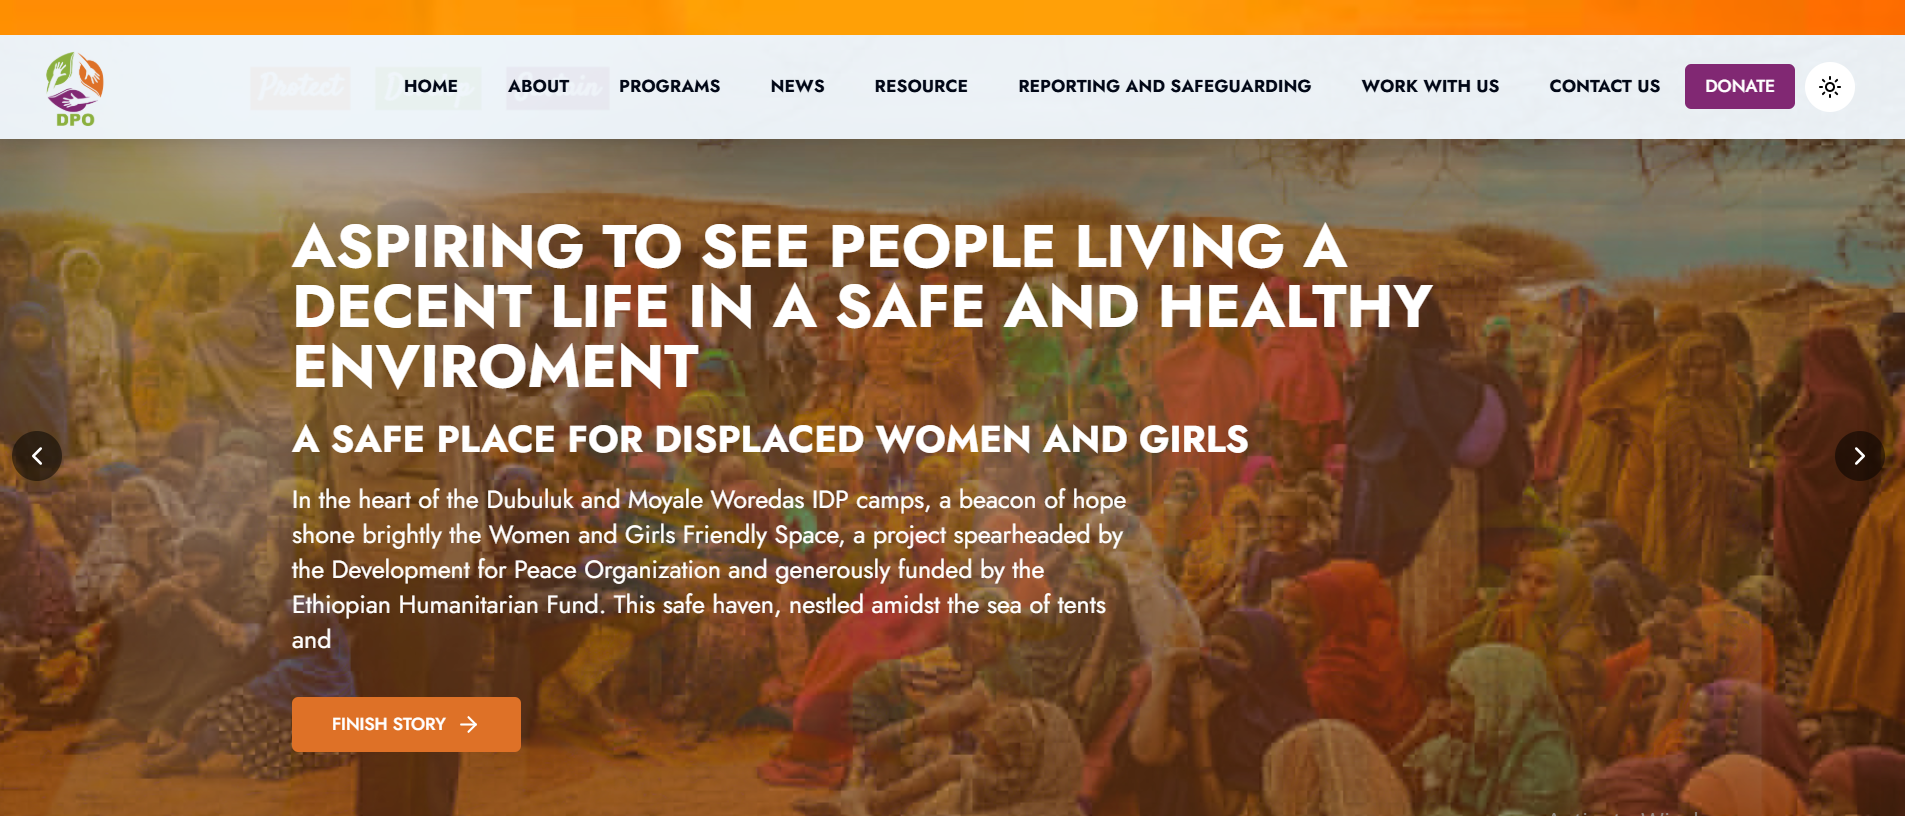 Protect
DPO
HOME
ABOUT
PROGRAMS
NEWS
RESOURCE
REPORTING AND SAFEGUARDING
WORK WITH US
CONTACT US
DONATE
ASPIRING TO SEE PEOPLE LIVING A
DECENT LIFE IN A SAFE AND HEALTHY
ENVIROMENT
A SAFE PLACE FOR DISPLACED WOMEN AND GIRLS
In the heart of the Dubuluk and Moyale Woredas IDP camps, a beacon of hope
shone brightly the Women and Girls Friendly Space, a project spearheaded by
the Development for Peace Organization and generously funded by the
Ethiopian Humanitarian Fund. This safe haven, nestled amidst the sea of tents
and
FINISH STORY